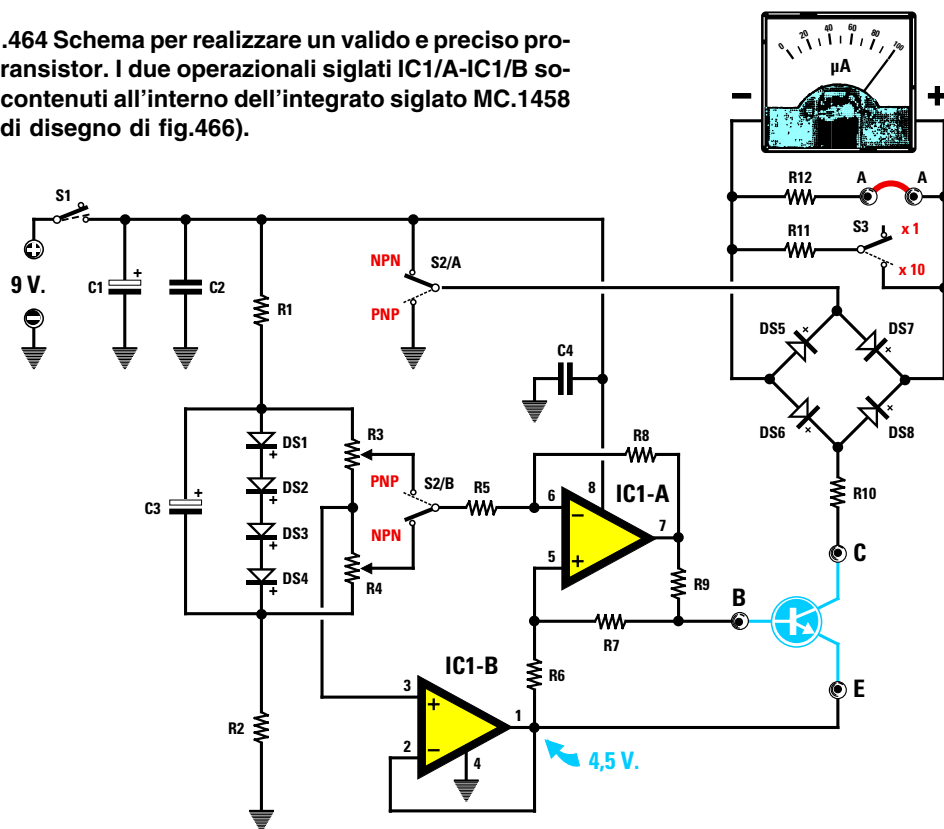 .464 Schema per realizzare un valido e preciso pro-
ransistor. I due operazionali siglati IC1/A-IC1/B so-
contenuti all'interno dell'integrato siglato MC.1458
di disegno di fig.466).
0 20 40 60 80 100
µA
- +
R12 A A
R11 S3 x 1
x 10
S1
9 V.
C1 +
C2
R1
NPN
S2/A
PNP
DS5 DS7
DS6 DS8
C4
R8
IC1-A
R10
C3 +
DS1
+
DS2
+
DS3
+
DS4
+
R3
R4
PNP
S2/B
NPN
R5
6 - 8
7
5 +
R9
R7
R6
B
C
E
IC1-B
3 +
1
2 -
4
R2
4,5 V.